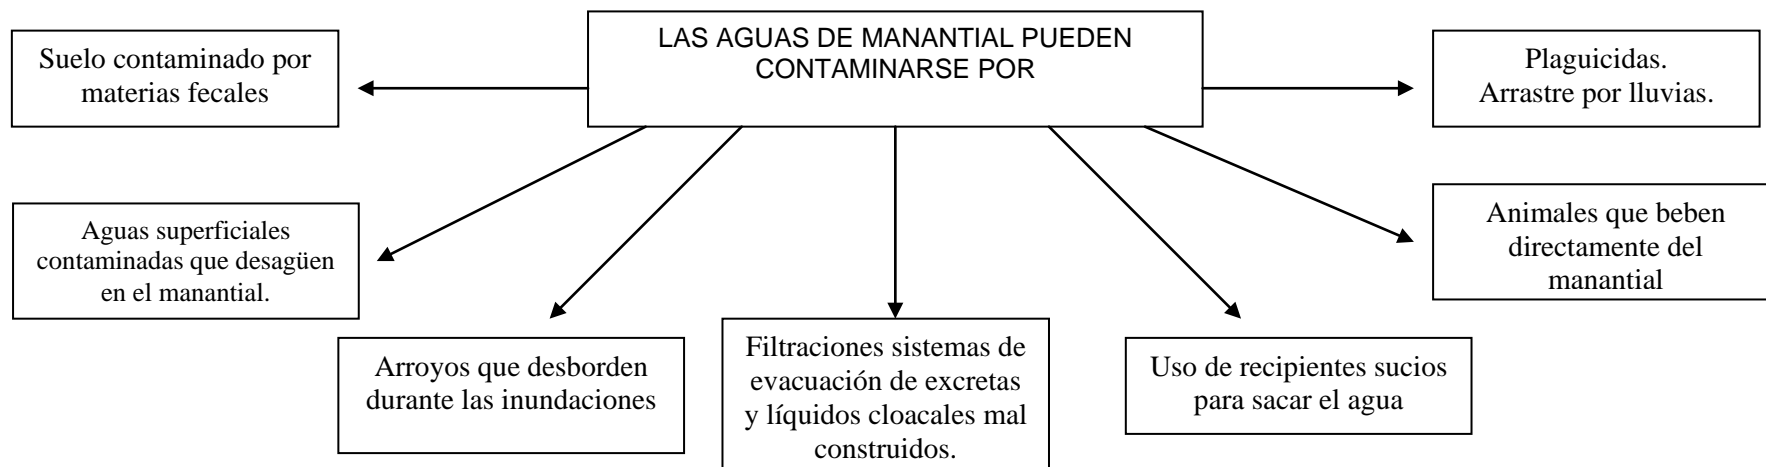 LAS AGUAS DE MANANTIAL PUEDEN
CONTAMINARSE POR
Suelo contaminado por
materias fecales
Plaguicidas.
Arrastre por lluvias.
Aguas superficiales
contaminadas que desagüen
en el manantial.
Animales que beben
directamente del
manantial
Arroyos que desborden
durante las inundaciones
Filtraciones sistemas de
evacuación de excretas
y líquidos cloacales mal
construidos.
Uso de recipientes sucios
para sacar el agua